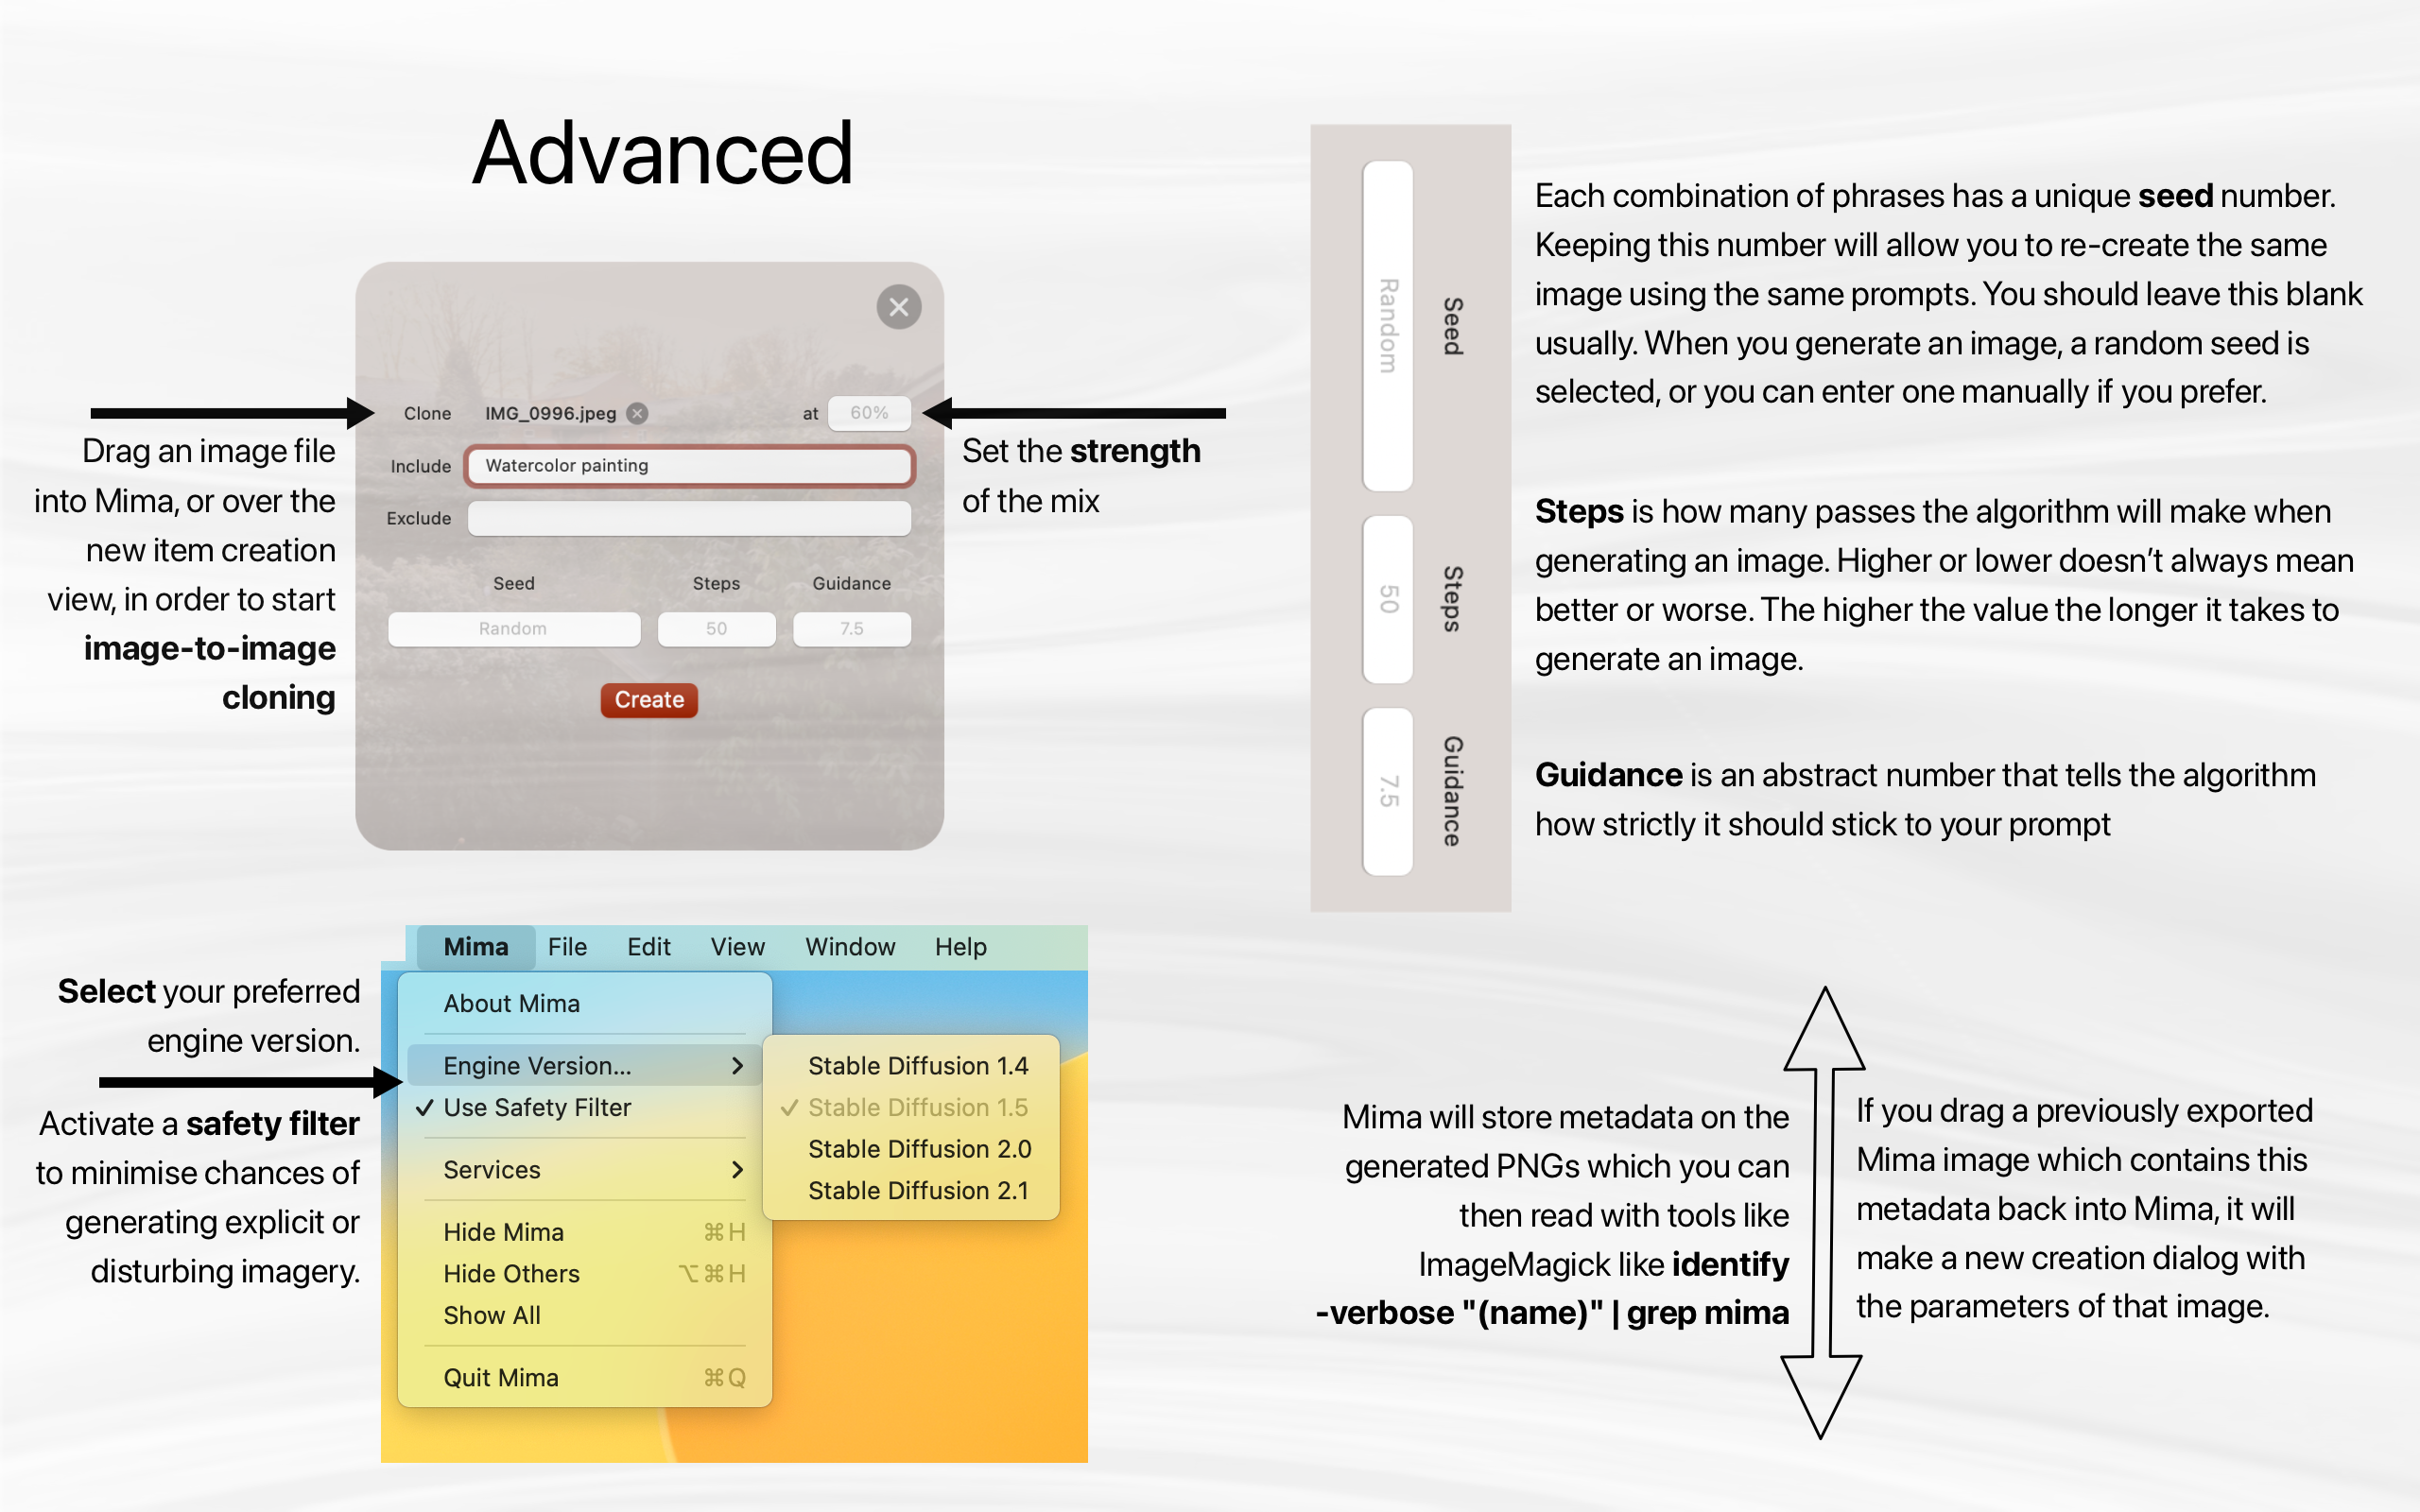 Advanced
Clone IMG_0996.jpeg at 60%
Include Watercolor painting
Exclude
Seed Steps Guidance
Random 50 7.5
Create
Drag an image file
into Mima, or over the
new item creation
view, in order to start
image-to-image
cloning
Set the strength
of the mix
Seed
Random
Steps
50
Guidance
7.5
Each combination of phrases has a unique seed number.
Keeping this number will allow you to re-create the same
image using the same prompts. You should leave this blank
usually. When you generate an image, a random seed is
selected, or you can enter one manually if you prefer.
Steps is how many passes the algorithm will make when
generating an image. Higher or lower doesn’t always mean
better or worse. The higher the value the longer it takes to
generate an image.
Guidance is an abstract number that tells the algorithm
how strictly it should stick to your prompt
Select your preferred
engine version.
Activate a safety filter
to minimise chances of
generating explicit or
disturbing imagery.
Mima File Edit View Window Help
About Mima
Engine Version...
✓ Use Safety Filter
Services
Hide Mima ⌘H
Hide Others ⌥⌘H
Show All
Quit Mima ⌘Q
Stable Diffusion 1.4
✓ Stable Diffusion 1.5
Stable Diffusion 2.0
Stable Diffusion 2.1
Mima will store metadata on the
generated PNGs which you can
then read with tools like
ImageMagick like identify
-verbose "(name)" | grep mima
If you drag a previously exported
Mima image which contains this
metadata back into Mima, it will
make a new creation dialog with
the parameters of that image.